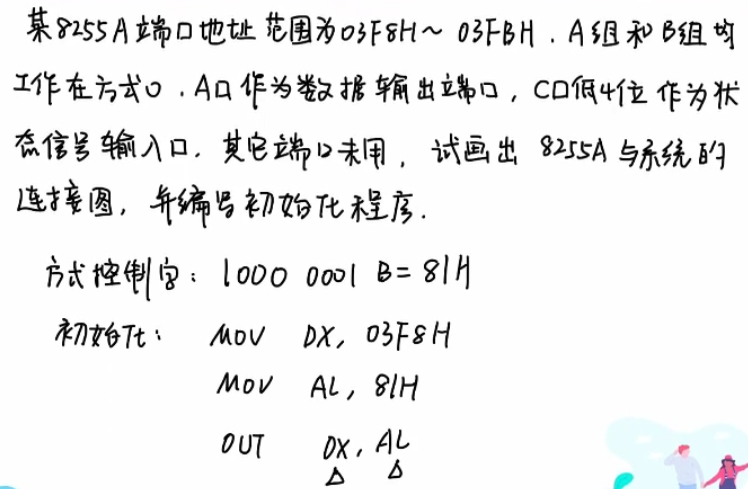 某8255A端口地址范围为03F8H～03FBH.A组和B组均
工作在方式0.A口作为数据输出端口,C口低4位作为状
态信号输入口.其它端口未用,试画出8255A与系统的
连接图,并编写初始化程序.
方式控制字:1000 0001 B=81H
初始化: MOV DX, 03F8H
MOV AL, 81H
OUT DX, AL